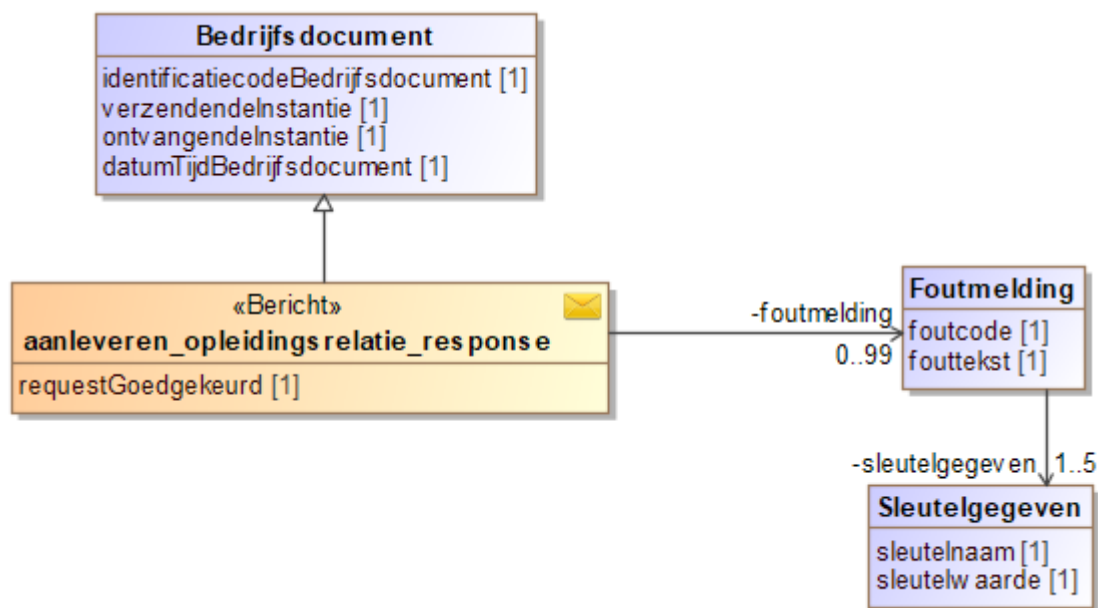 Bedrijfsdocument
identificatiecodeBedrijfsdocument [1]
verzendendeInstantie [1]
ontvangendeInstantie [1]
datumTijdBedrijfsdocument [1]
«Bericht»
aanleveren_opleidingsrelatie_response
requestGoedgekeurd [1]
-foutmelding
0..99
Foutmelding
foutcode [1]
fouttekst [1]
-sleutelgegeven 1..5
Sleutelgegeven
sleutelnaam [1]
sleutelwaarde [1]